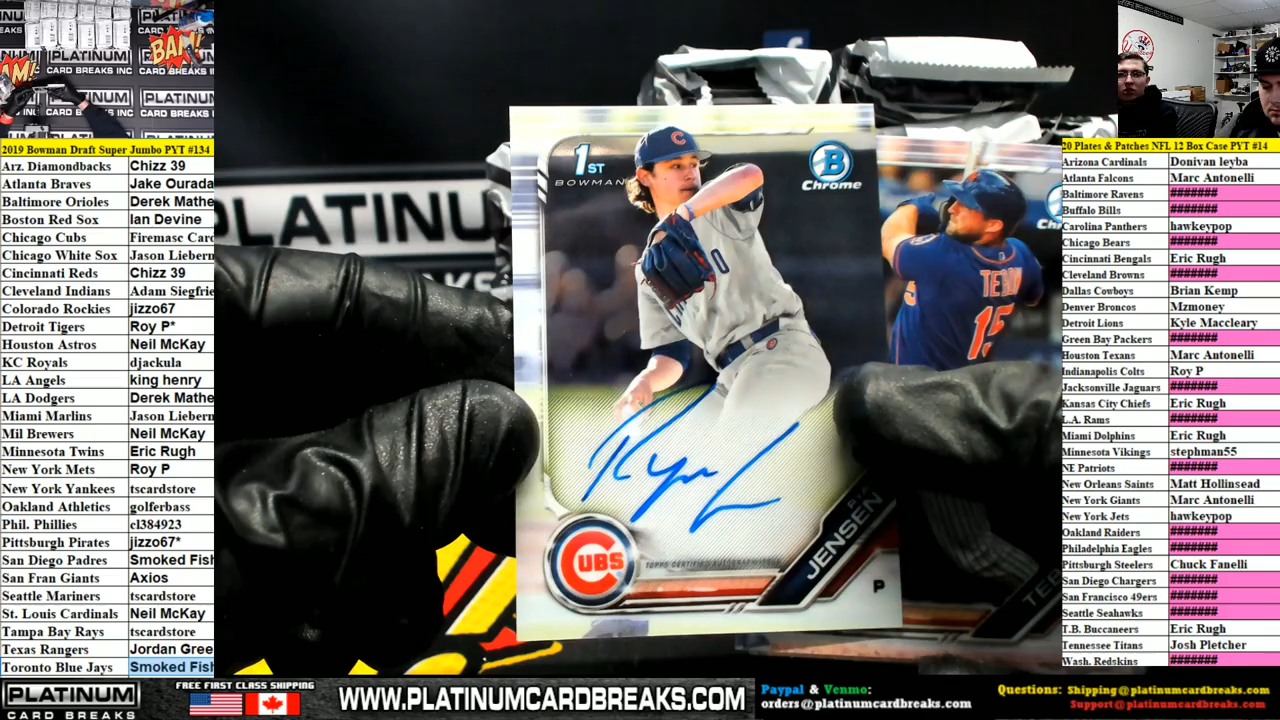 PLATINUM
CARD BREAKS INC
BAM!
2019 Bowman Draft Super Jumbo PYT #134
Arz. Diamondbacks Chizz 39
Atlanta Braves Jake Ourada
Baltimore Orioles Derek Mathe
Boston Red Sox Ian Devine
Chicago Cubs Firemasc Card
Chicago White Sox Jason Liebern
Cincinnati Reds Chizz 39
Cleveland Indians Adam Siegfrie
Colorado Rockies jizzo67
Detroit Tigers Roy P*
Houston Astros Neil McKay
KC Royals djackula
LA Angels king henry
LA Dodgers Derek Mathe
Miami Marlins Jason Liebern
Mil Brewers Neil McKay
Minnesota Twins Eric Rugh
New York Mets Roy P
New York Yankees tscardstore
Oakland Athletics golferbass
Phil. Phillies cl384923
Pittsburgh Pirates jizzo67*
San Diego Padres Smoked Fish
San Fran Giants Axios
Seattle Mariners tscardstore
St. Louis Cardinals Neil McKay
Tampa Bay Rays tscardstore
Texas Rangers Jordan Gree
Toronto Blue Jays Smoked Fish
PLATINUM
1ST
BOWMAN
B
Chrome
CUBS
TOPPS CERTIFIED AUTOGRAPH
RYAN
JENSEN
P
15
20 Plates & Patches NFL 12 Box Case PYT #14
Arizona Cardinals Donivan leyba
Atlanta Falcons Marc Antonelli
Baltimore Ravens #######
Buffalo Bills #######
Carolina Panthers hawkeypop
Chicago Bears #######
Cincinnati Bengals Eric Rugh
Cleveland Browns #######
Dallas Cowboys Brian Kemp
Denver Broncos Mzmoney
Detroit Lions Kyle Maccleary
Green Bay Packers #######
Houston Texans Marc Antonelli
Indianapolis Colts Roy P
Jacksonville Jaguars #######
Kansas City Chiefs Eric Rugh
L.A. Rams #######
Miami Dolphins Eric Rugh
Minnesota Vikings stephman55
NE Patriots #######
New Orleans Saints Matt Hollinsead
New York Giants Marc Antonelli
New York Jets hawkeypop
Oakland Raiders #######
Philadelphia Eagles #######
Pittsburgh Steelers Chuck Fanelli
San Diego Chargers #######
San Francisco 49ers #######
Seattle Seahawks #######
T.B. Buccaneers Eric Rugh
Tennessee Titans Josh Pletcher
Wash. Redskins #######
PLATINUM
CARD BREAKS
FREE FIRST CLASS SHIPPING
WWW.PLATINUMCARDBREAKS.COM
Paypal & Venmo:
orders@platinumcardbreaks.com
Questions: Shipping@platinumcardbreaks.com
Support@platinumcardbreaks.com